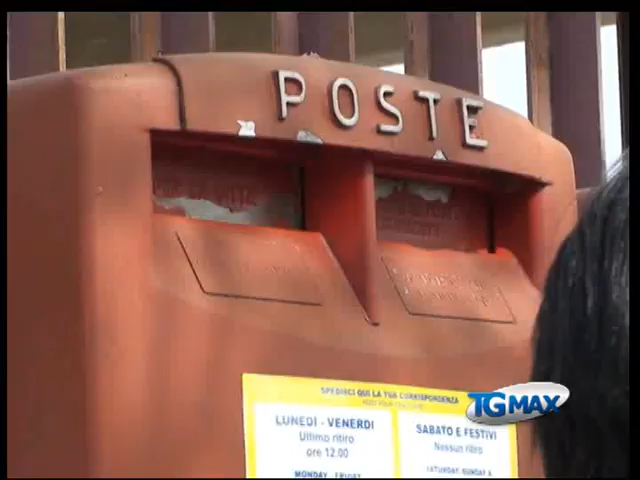 POSTE
SPEDISCI QUI LA TUA CORRISPONDENZA
LUNEDI - VENERDI
Ultimo ritiro
ore 12.00
MONDAY - FRIDAY
SABATO E FESTIVI
Nessun ritiro
SATURDAY, SUNDAY &
TGMAX